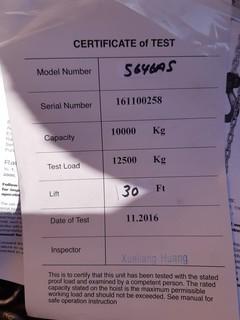 CERTIFICATE of TEST
Model Number 5646AS
Serial Number 161100258
Capacity 10000 Kg
Test Load 12500 Kg
Lift 30 Ft
Date of Test 11.2016
Inspector Xueliang Huang
This is to certify that this unit has been tested with the stated
proof load and examined by a competent person. The rated
capacity stated on the hoist is the maximum permissible
working load and should not be exceeded. See manual for
safe operation instruction